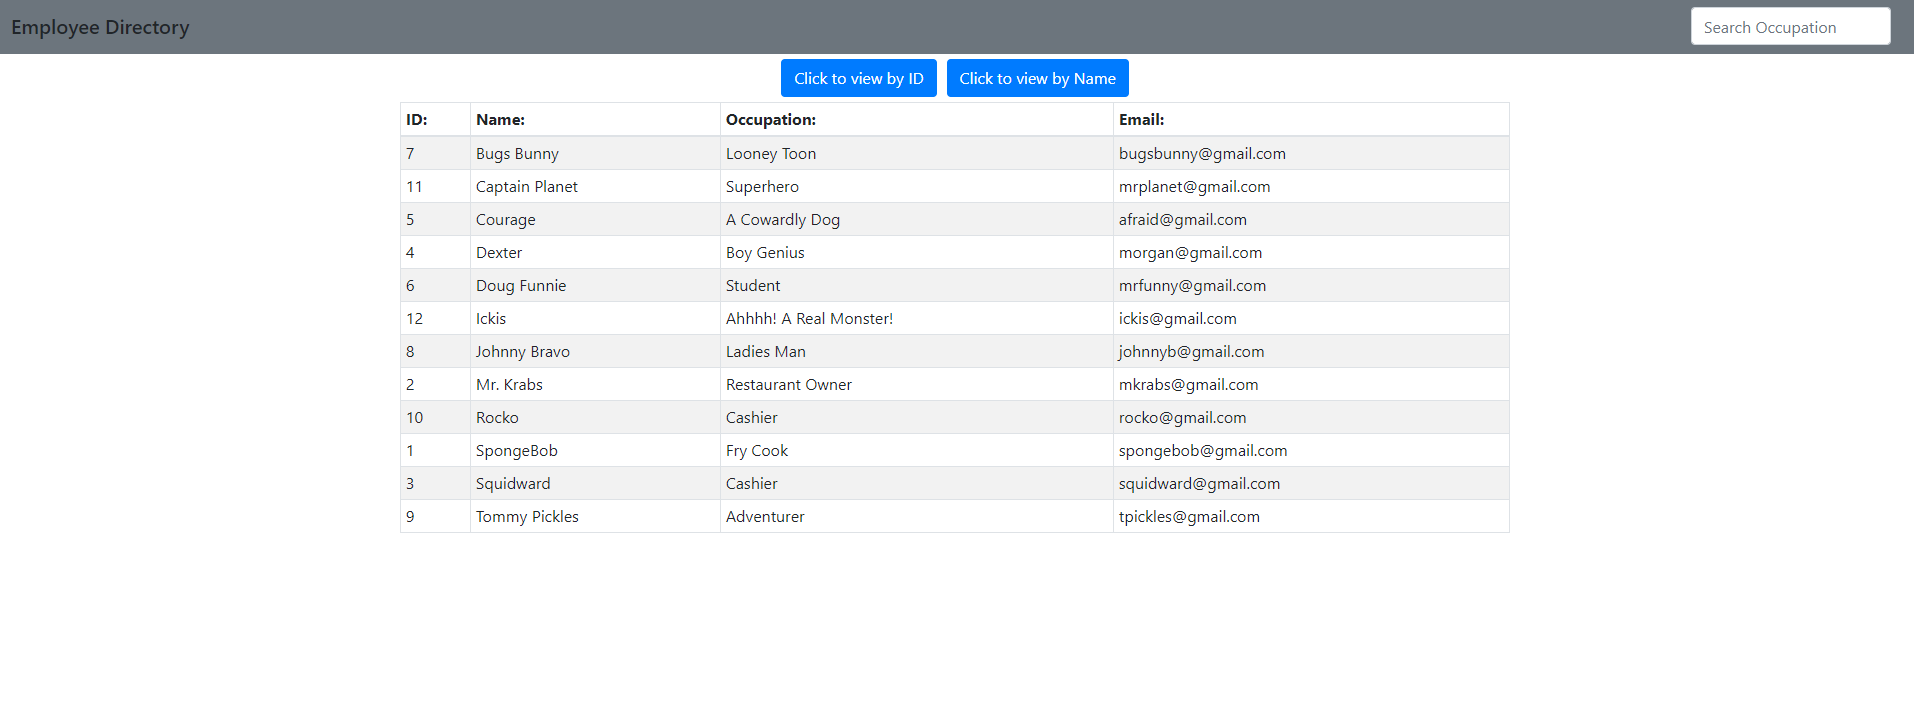 Employee Directory Search Occupation
Click to view by ID Click to view by Name
ID: Name: Occupation: Email:
7 Bugs Bunny Looney Toon bugsbunny@gmail.com
11 Captain Planet Superhero mrplanet@gmail.com
5 Courage A Cowardly Dog afraid@gmail.com
4 Dexter Boy Genius morgan@gmail.com
6 Doug Funnie Student mrfunny@gmail.com
12 Ickis Ahhhh! A Real Monster! ickis@gmail.com
8 Johnny Bravo Ladies Man johnnyb@gmail.com
2 Mr. Krabs Restaurant Owner mkrabs@gmail.com
10 Rocko Cashier rocko@gmail.com
1 SpongeBob Fry Cook spongebob@gmail.com
3 Squidward Cashier squidward@gmail.com
9 Tommy Pickles Adventurer tpickles@gmail.com